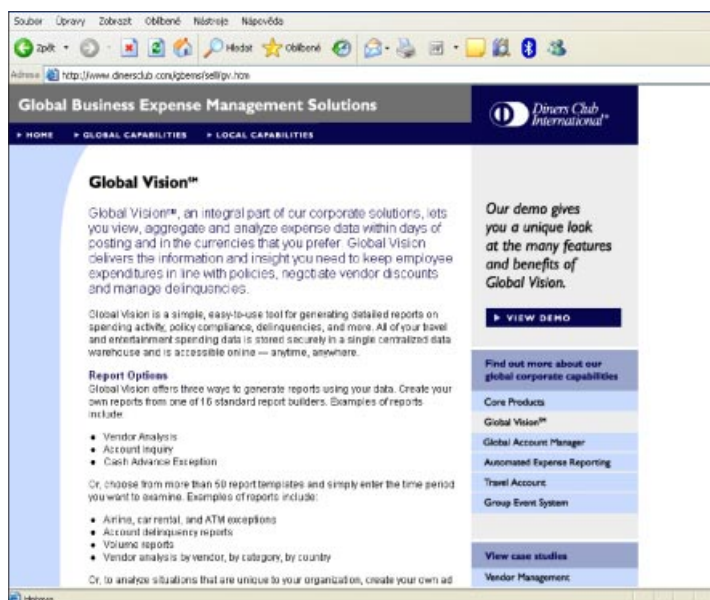 Soubor Úpravy Zobrazit Oblíbené Nástroje Nápověda
Zpět Hledat Oblíbené
Adresa http://www.dinersclub.com/gbems/sell/gv.htm
Global Business Expense Management Solutions
Diners Club
International®
HOME GLOBAL CAPABILITIES LOCAL CAPABILITIES
Global Vision℠
Global Vision℠, an integral part of our corporate solutions, lets
you view, aggregate and analyze expense data within days of
posting and in the currencies that you prefer. Global Vision
delivers the information and insight you need to keep employee
expenditures in line with policies, negotiate vendor discounts
and manage delinquencies.
Global Vision is a simple, easy-to-use tool for generating detailed reports on
spending activity, policy compliance, delinquencies, and more. All of your travel
and entertainment spending data is stored securely in a single centralized data
warehouse and is accessible online — anytime, anywhere.
Report Options
Global Vision offers three ways to generate reports using your data. Create your
own reports from one of 16 standard report builders. Examples of reports
include:
• Vendor Analysis
• Account Inquiry
• Cash Advance Exception
Or, choose from more than 50 report templates and simply enter the time period
you want to examine. Examples of reports include:
• Airline, car rental, and ATM exceptions
• Account delinquency reports
• Volume reports
• Vendor analysis by vendor, by category, by country
Or, to analyze situations that are unique to your organization, create your own ad
Our demo gives
you a unique look
at the many features
and benefits of
Global Vision.
VIEW DEMO
Find out more about our
global corporate capabilities
Core Products
Global Vision℠
Global Account Manager
Automated Expense Reporting
Travel Account
Group Event System
View case studies
Vendor Management
Hotovo